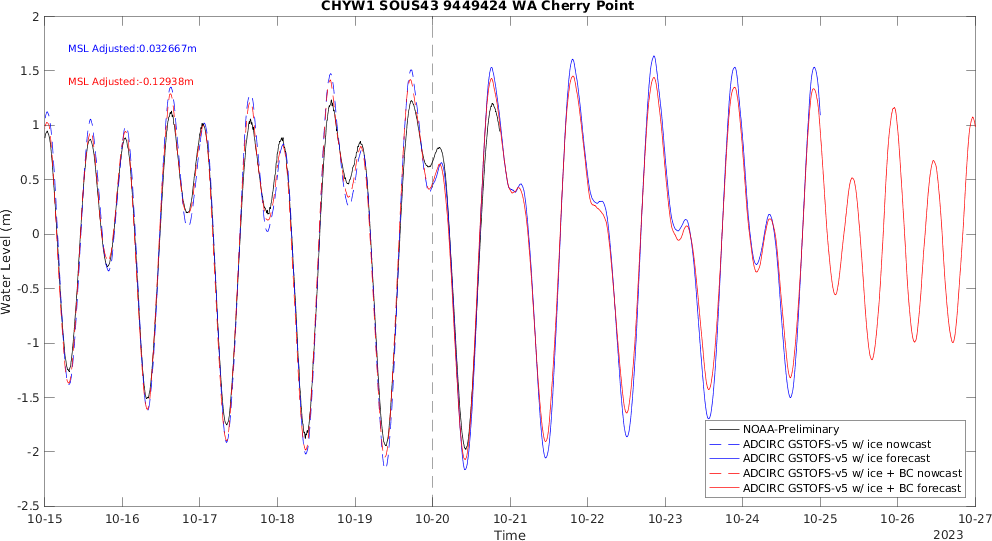 CHYW1 SOUS43 9449424 WA Cherry Point
MSL Adjusted:0.032667m
MSL Adjusted:-0.12938m
Water Level (m)
2
1.5
1
0.5
0
-0.5
-1
-1.5
-2
-2.5
NOAA-Preliminary
ADCIRC GSTOFS-v5 w/ ice nowcast
ADCIRC GSTOFS-v5 w/ ice forecast
ADCIRC GSTOFS-v5 w/ ice + BC nowcast
ADCIRC GSTOFS-v5 w/ ice + BC forecast
10-15 10-16 10-17 10-18 10-19 10-20 10-21 10-22 10-23 10-24 10-25 10-26 10-27
Time
2023